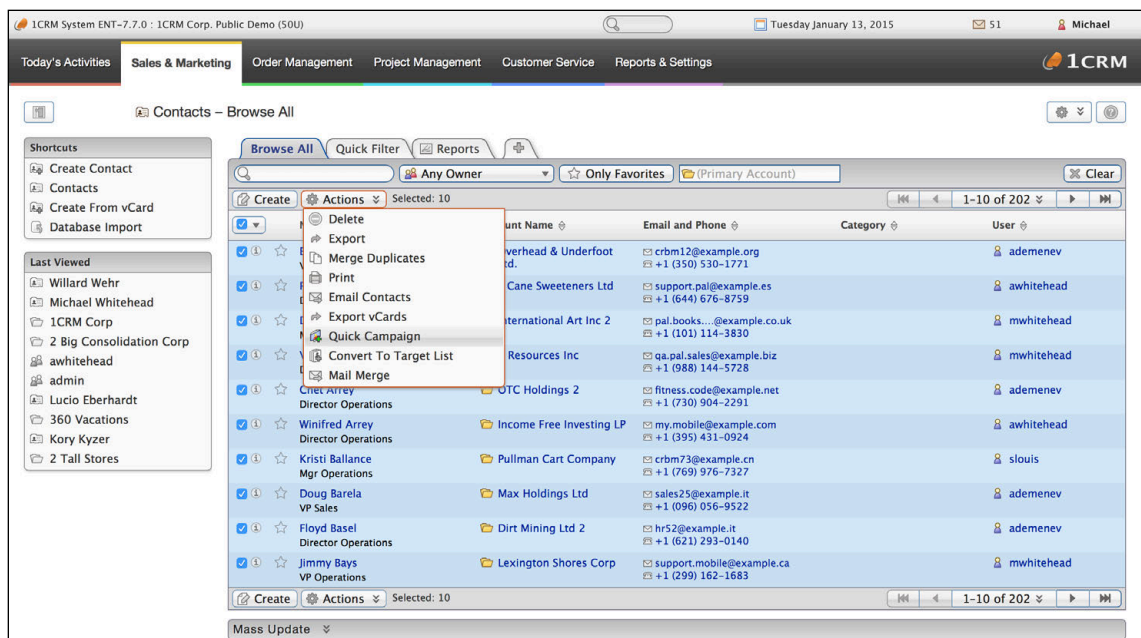 1CRM System ENT-7.7.0 : 1CRM Corp. Public Demo (50U)
Tuesday January 13, 2015
51
Michael
Today's Activities
Sales & Marketing
Order Management
Project Management
Customer Service
Reports & Settings
1CRM
Contacts – Browse All
Shortcuts
Create Contact
Contacts
Create From vCard
Database Import
Last Viewed
Willard Wehr
Michael Whitehead
1CRM Corp
2 Big Consolidation Corp
awhitehead
admin
Lucio Eberhardt
360 Vacations
Kory Kyzer
2 Tall Stores
Browse All
Quick Filter
Reports
Any Owner
Only Favorites
(Primary Account)
Clear
Create
Actions
Selected: 10
1-10 of 202
Delete
Export
Merge Duplicates
Print
Email Contacts
Export vCards
Quick Campaign
Convert To Target List
Mail Merge
unt Name
Email and Phone
Category
User
verhead & Underfoot
td.
crbm12@example.org
+1 (350) 530-1771
ademenev
Cane Sweeteners Ltd
support.pal@example.es
+1 (644) 676-8759
awhitehead
ternational Art Inc 2
pal.books....@example.co.uk
+1 (101) 114-3830
mwhitehead
Resources Inc
qa.pal.sales@example.biz
+1 (988) 144-5728
mwhitehead
Chet Arrey
Director Operations
OTC Holdings 2
fitness.code@example.net
+1 (730) 904-2291
ademenev
Winifred Arrey
Director Operations
Income Free Investing LP
my.mobile@example.com
+1 (395) 431-0924
awhitehead
Kristi Ballance
Mgr Operations
Pullman Cart Company
crbm73@example.cn
+1 (769) 976-7327
slouis
Doug Barela
VP Sales
Max Holdings Ltd
sales25@example.it
+1 (096) 056-9522
ademenev
Floyd Basel
Director Operations
Dirt Mining Ltd 2
hr52@example.it
+1 (621) 293-0140
ademenev
Jimmy Bays
VP Operations
Lexington Shores Corp
support.mobile@example.ca
+1 (299) 162-1683
mwhitehead
Create
Actions
Selected: 10
1-10 of 202
Mass Update